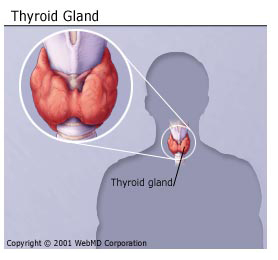 Thyroid Gland
Thyroid gland
Copyright © 2001 WebMD Corporation